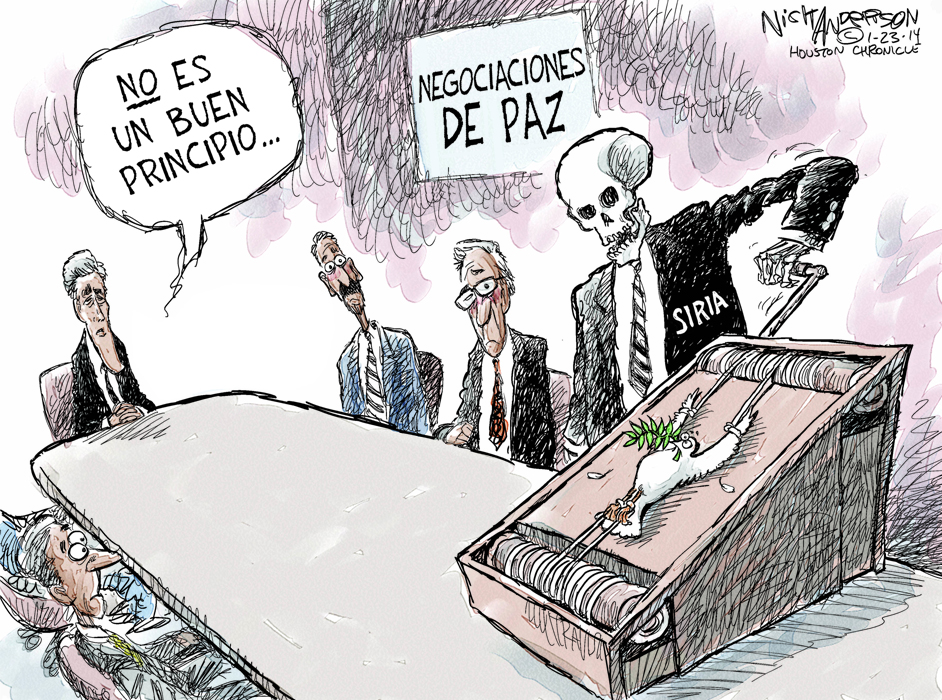 NICK ANDERSON
© 1-23-14
HOUSTON CHRONICLE
NO ES
UN BUEN
PRINCIPIO...
NEGOCIACIONES
DE PAZ
SIRIA